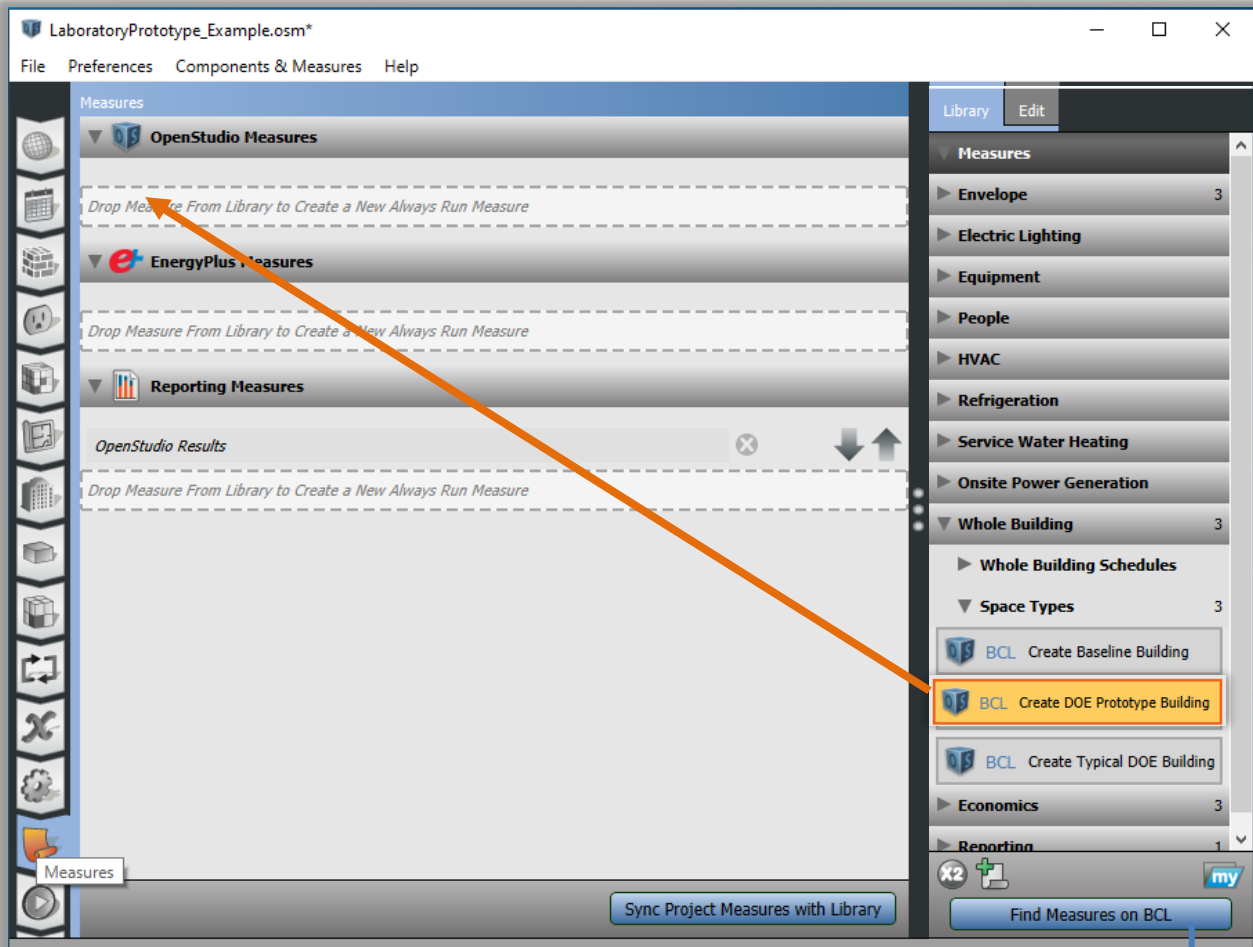 LaboratoryPrototype_Example.osm*
File Preferences Components & Measures Help
Measures
OpenStudio Measures
Drop Measure From Library to Create a New Always Run Measure
EnergyPlus Measures
Drop Measure From Library to Create a New Always Run Measure
Reporting Measures
OpenStudio Results
Drop Measure From Library to Create a New Always Run Measure
Measures
Sync Project Measures with Library
Library Edit
Measures
Envelope 3
Electric Lighting
Equipment
People
HVAC
Refrigeration
Service Water Heating
Onsite Power Generation
Whole Building 3
Whole Building Schedules
Space Types 3
BCL Create Baseline Building
BCL Create DOE Prototype Building
BCL Create Typical DOE Building
Economics 3
Reporting 1
X2 my
Find Measures on BCL